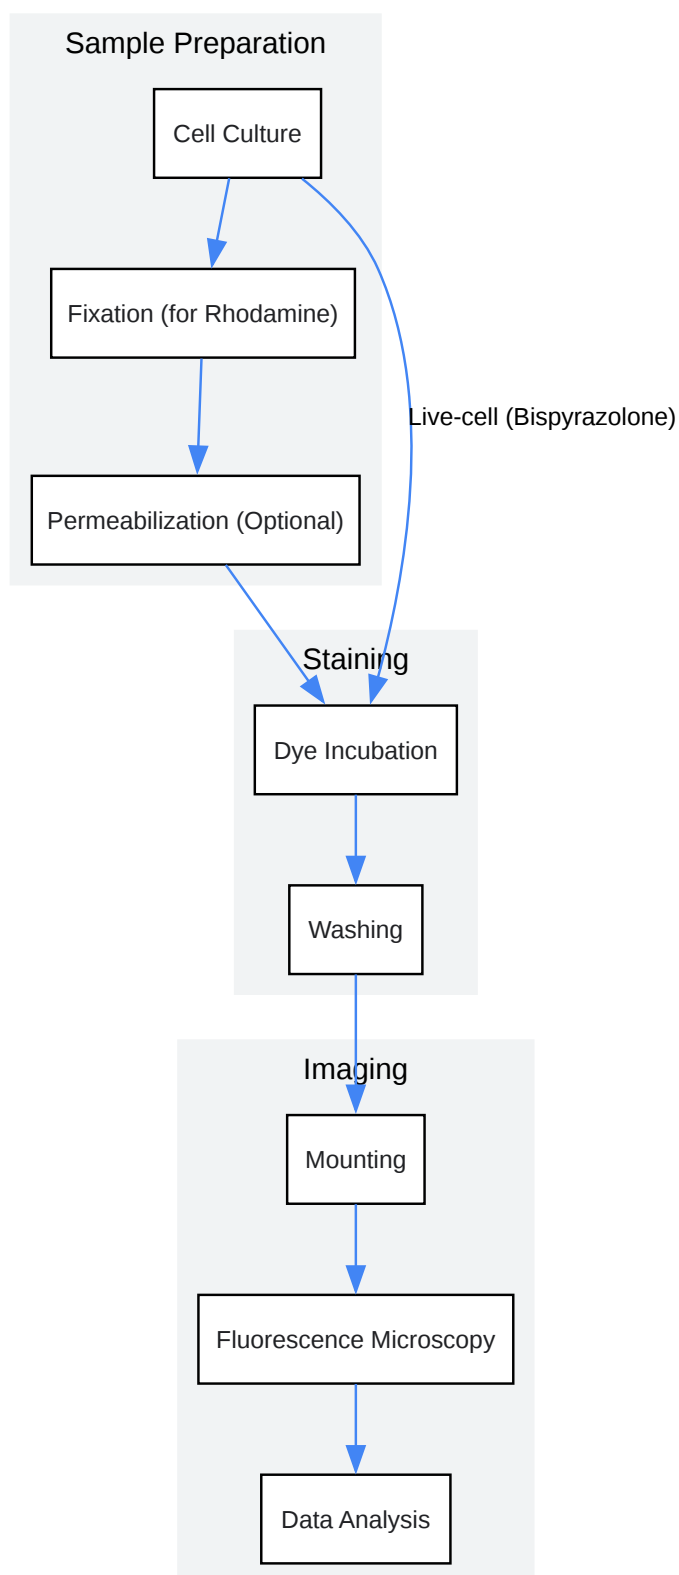 Sample Preparation
Cell Culture
Fixation (for Rhodamine)
Live-cell (Bispyrazolone)
Permeabilization (Optional)
Staining
Dye Incubation
Washing
Imaging
Mounting
Fluorescence Microscopy
Data Analysis